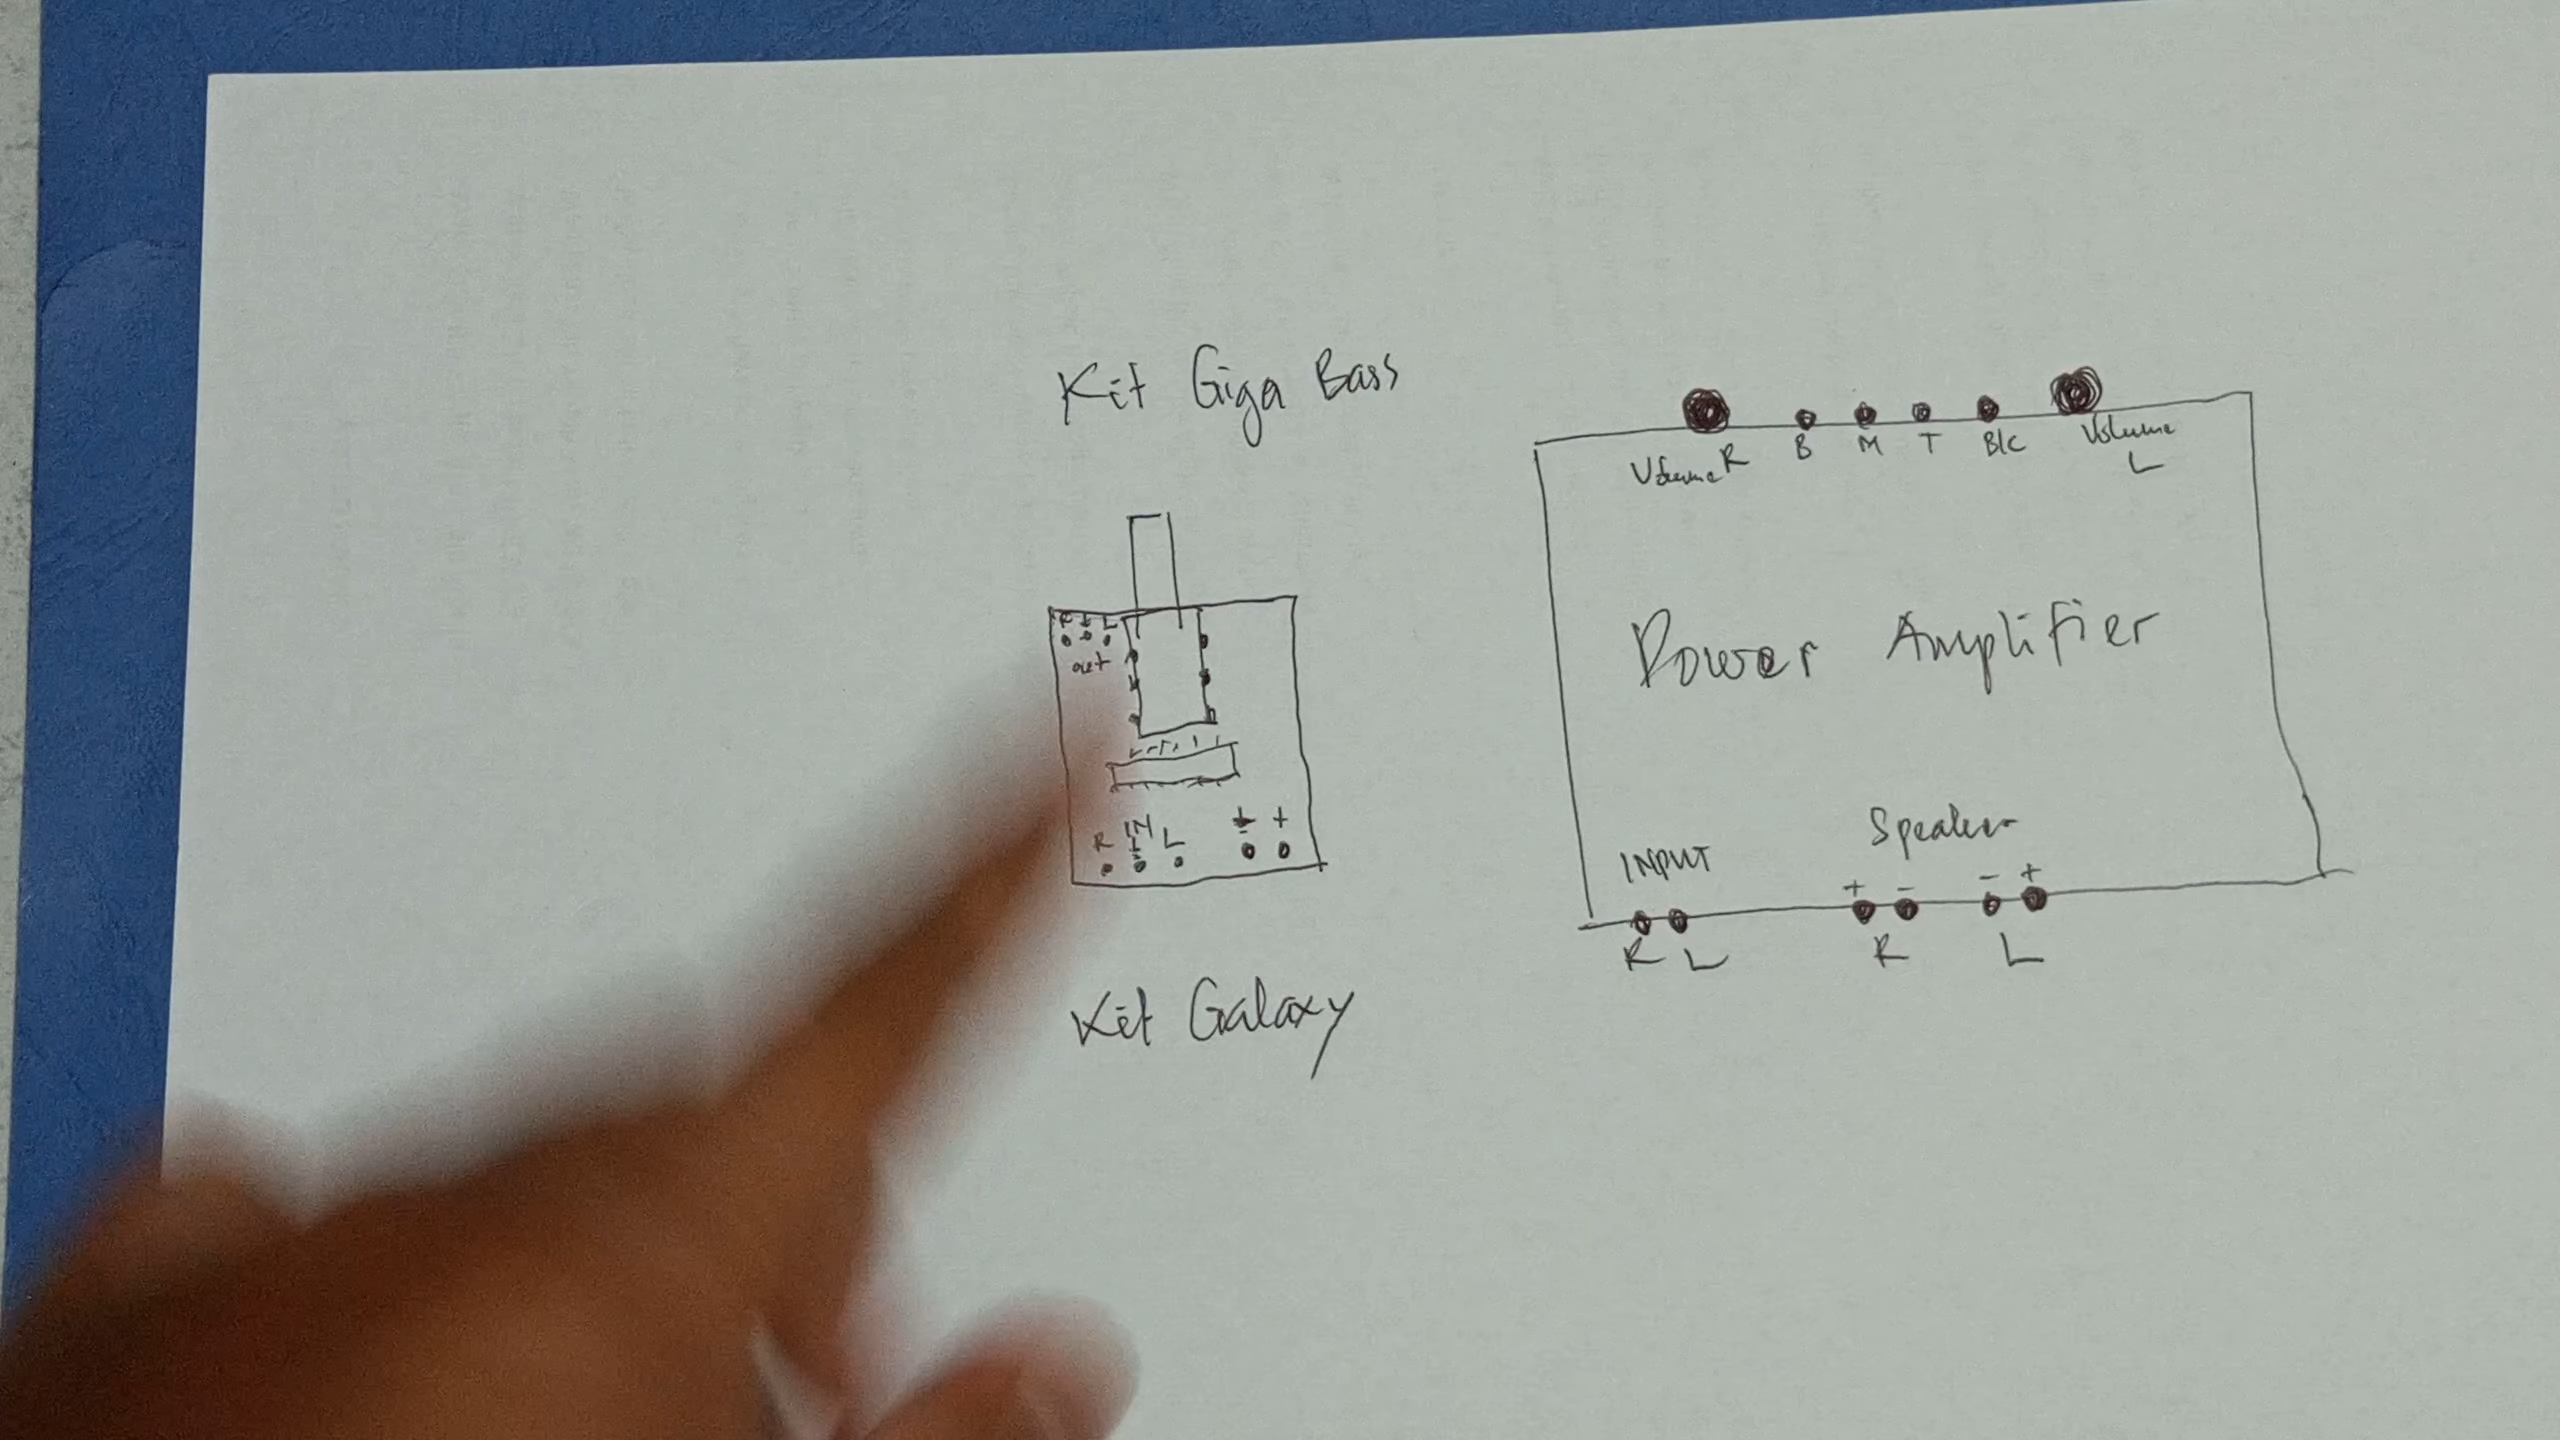 Kit Giga Bass
R L
out
IN
R L - +
Kit Galaxy
Volume R B M T Blc Volume L
Power Amplifier
Speaker
INPUT
+ - - +
R L R L